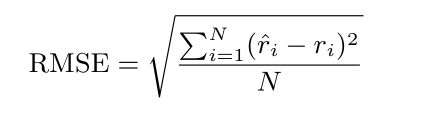 RMSE = \sqrt{\frac{\sum_{i=1}^{N}(\hat{r}_i - r_i)^2}{N}}